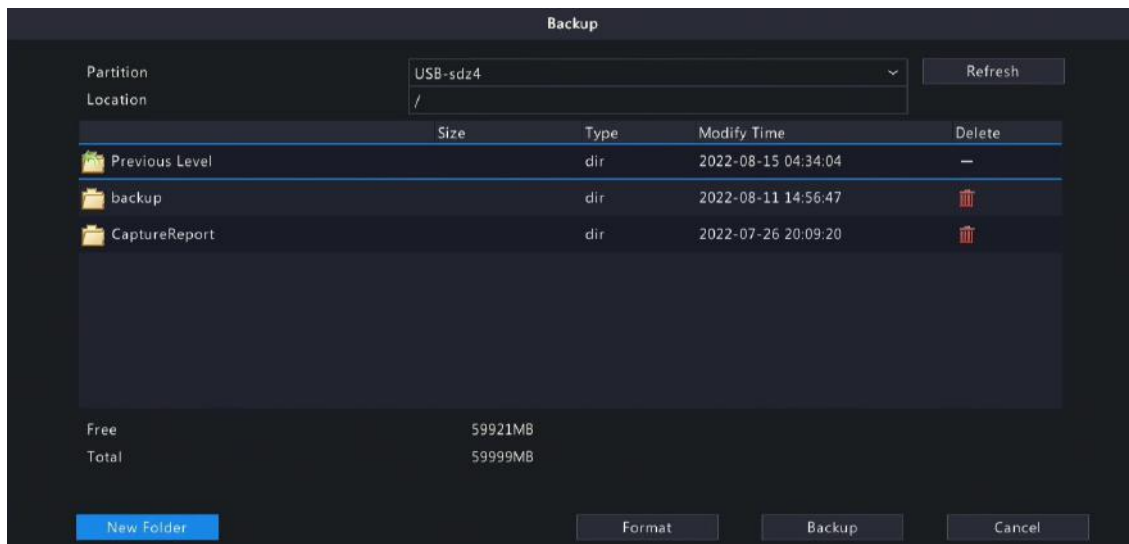 Backup
Partition USB-sdz4 Refresh
Location /
Size Type Modify Time Delete
Previous Level dir 2022-08-15 04:34:04 —
backup dir 2022-08-11 14:56:47
CaptureReport dir 2022-07-26 20:09:20
Free 59921MB
Total 59999MB
New Folder Format Backup Cancel